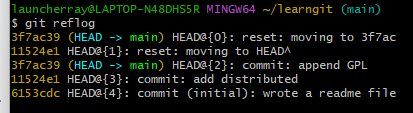 launcherray@LAPTOP-N48DHS5R MINGW64 ~/learngit (main)
$ git reflog
3f7ac39 (HEAD -> main) HEAD@{0}: reset: moving to 3f7ac
11524e1 HEAD@{1}: reset: moving to HEAD^
3f7ac39 (HEAD -> main) HEAD@{2}: commit: append GPL
11524e1 HEAD@{3}: commit: add distributed
6153cdc HEAD@{4}: commit (initial): wrote a readme file